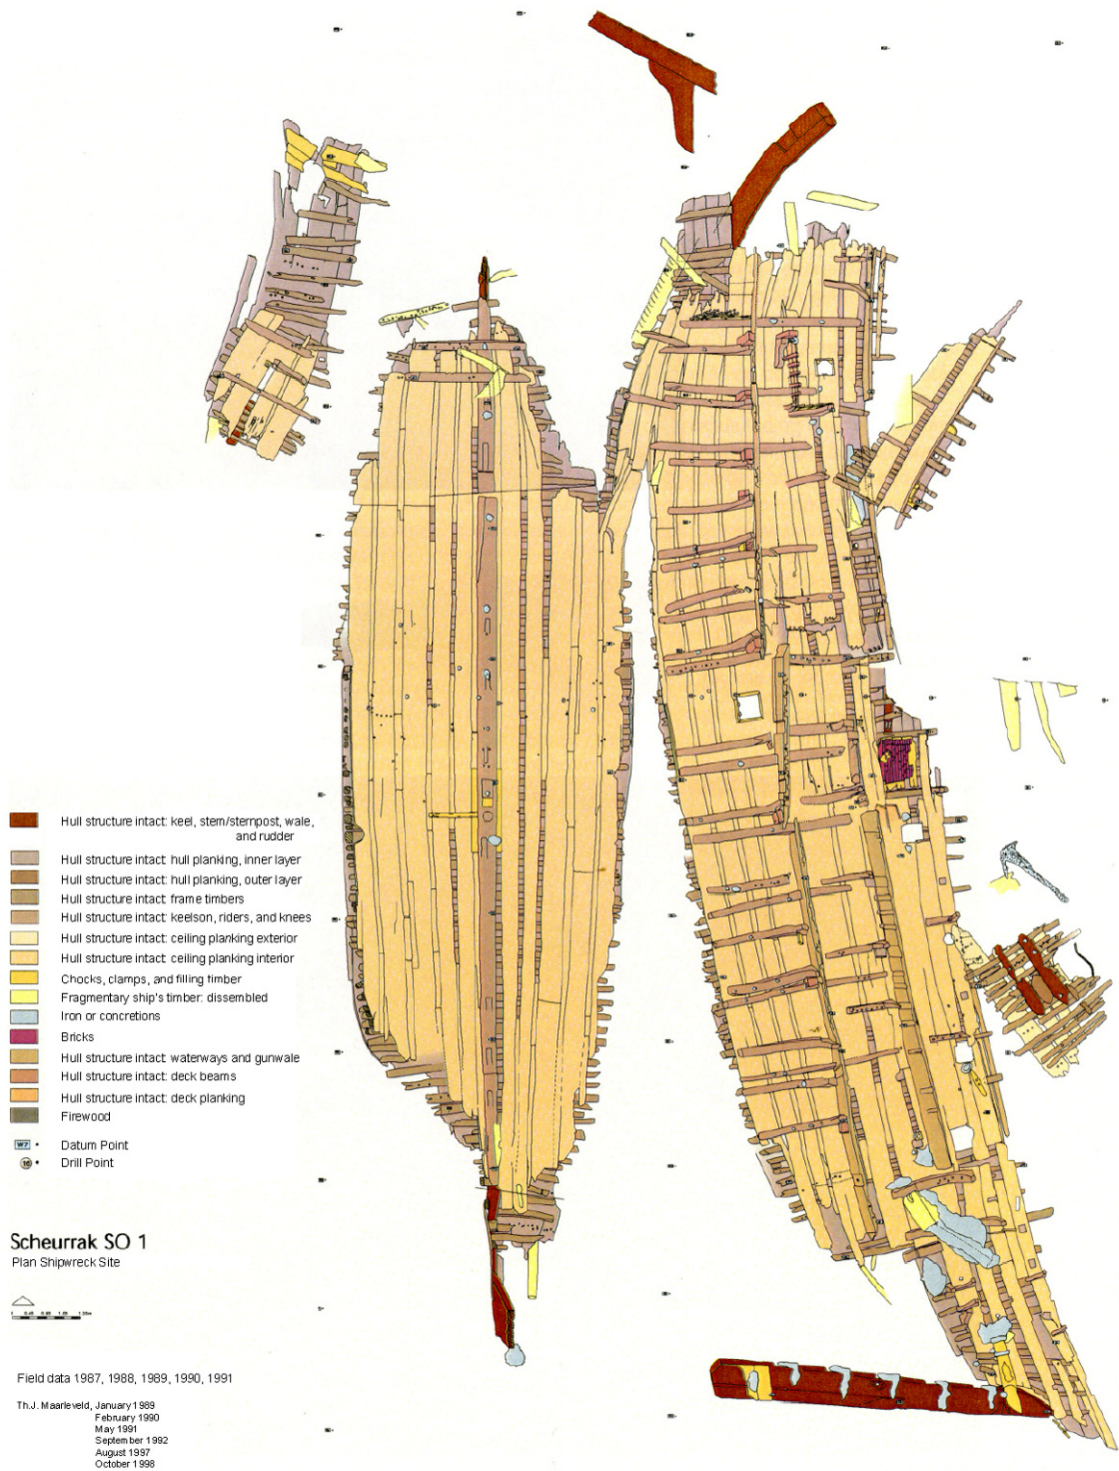 Hull structure intact: keel, stem/sternpost, wale,
and rudder
Hull structure intact: hull planking, inner layer
Hull structure intact: hull planking, outer layer
Hull structure intact: frame timbers
Hull structure intact: keelson, riders, and knees
Hull structure intact: ceiling planking exterior
Hull structure intact: ceiling planking interior
Chocks, clamps, and filling timber
Fragmentary ship's timber: dissembled
Iron or concretions
Bricks
Hull structure intact: waterways and gunwale
Hull structure intact: deck beams
Hull structure intact: deck planking
Firewood
W7 Datum Point
16 Drill Point
Scheurrak SO 1
Plan Shipwreck Site
Field data 1987, 1988, 1989, 1990, 1991
Th.J. Maarleveld, January 1989
February 1990
May 1991
September 1992
August 1997
October 1998